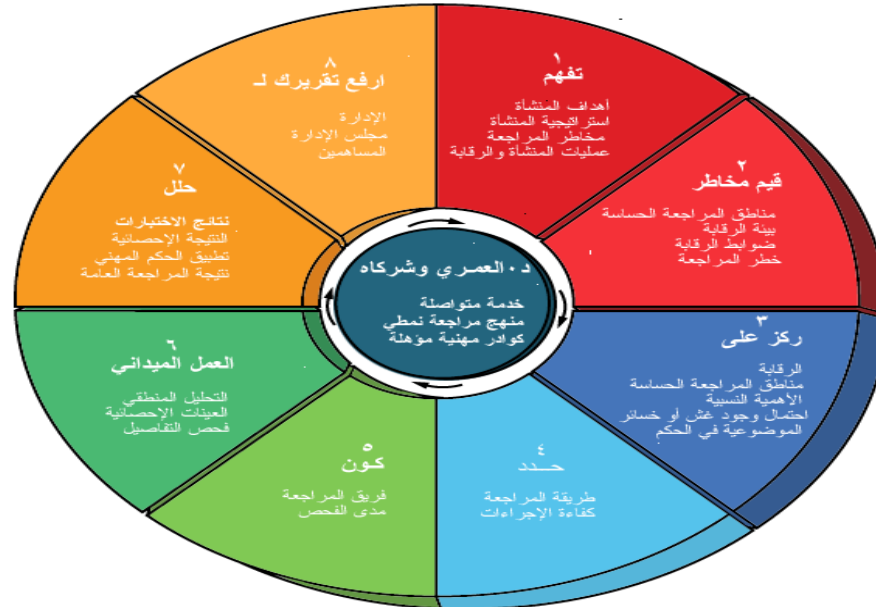 ١
تفهم
أهداف المنشأة
استراتيجية المنشأة
مخاطر المراجعة
عمليات المنشأة والرقابة
٢
قيم مخاطر
مناطق المراجعة الحساسة
بيئة الرقابة
ضوابط الرقابة
خطر المراجعة
٣
ركز على
الرقابة
مناطق المراجعة الحساسة
الأهمية النسبية
احتمال وجود غش أو خسائر
الموضوعية في الحكم
٤
حـــدد
طريقة المراجعة
كفاءة الإجراءات
٥
كـون
فريق المراجعة
مدى الفحص
٦
العمل الميداني
التحليل المنطقي
العينات الإحصائية
فحص التفاصيل
٧
حلل
نتائج الاختبارات
النتيجة الإحصائية
تطبيق الحكم المهني
نتيجة المراجعة العامة
٨
ارفع تقريرك لـ
الإدارة
مجلس الإدارة
المساهمين
د٠العمـري وشركاه
خدمة متواصلة
منهج مراجعة نمطي
كوادر مهنية مؤهلة